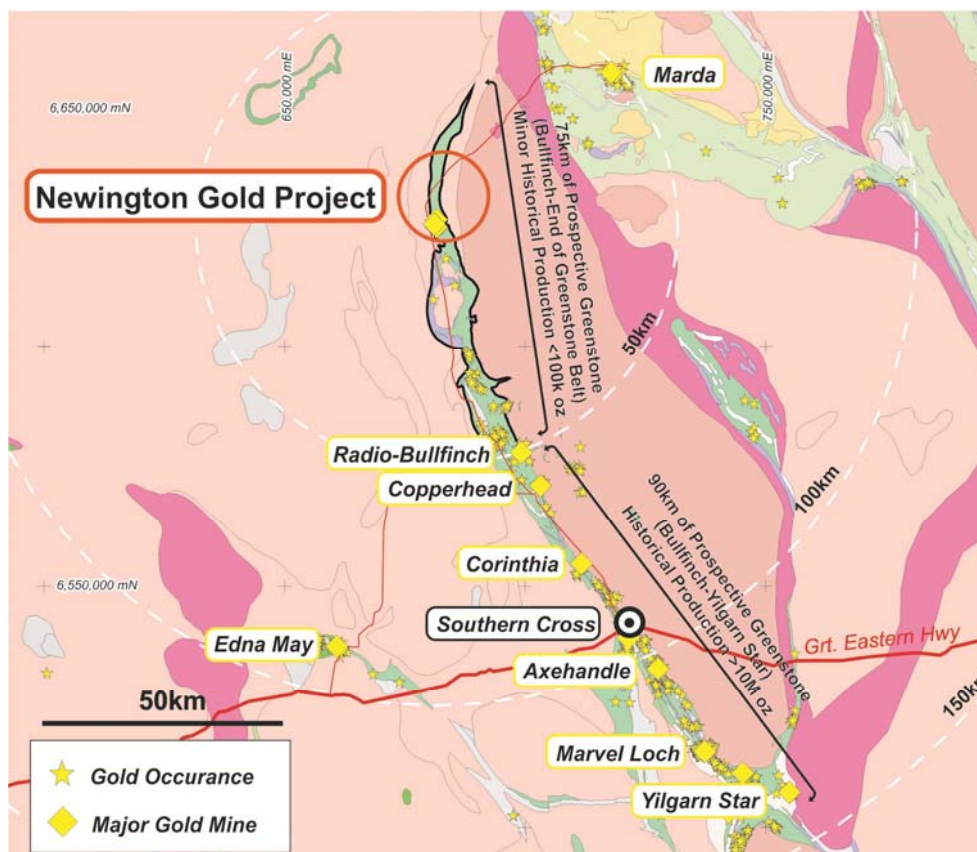 6,650,000 mN
650,000 mE
750,000 mE
Marda
Newington Gold Project
75km of Prospective Greenstone
(Bullfinch-End of Greenstone Belt)
Minor Historical Production <100k oz
50km
Radio-Bullfinch
Copperhead
100km
90km of Prospective Greenstone
(Bullfinch-Yilgarn Star)
Historical Production >10M oz
Corinthia
6,550,000 mN
Southern Cross
Edna May
Grt. Eastern Hwy
Axehandle
150km
50km
Marvel Loch
Yilgarn Star
Gold Occurance
Major Gold Mine